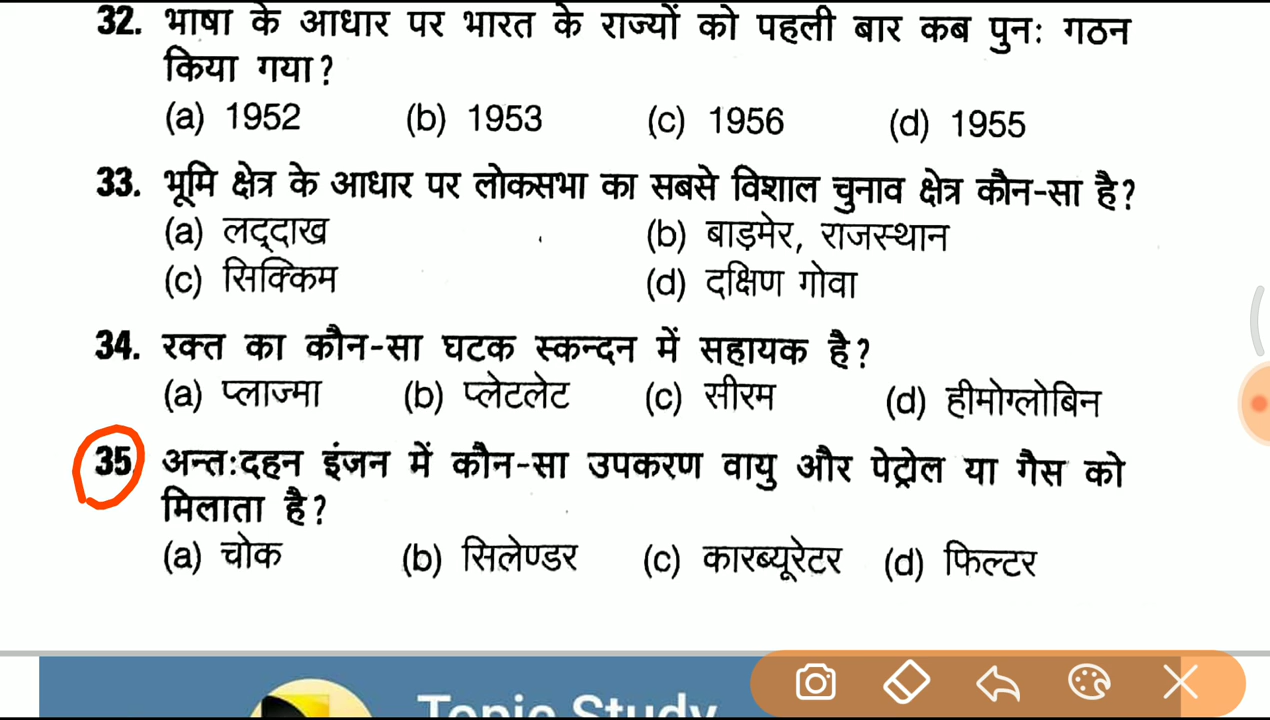 32. भाषा के आधार पर भारत के राज्यों को पहली बार कब पुनः गठन
किया गया?
(a) 1952 (b) 1953 (c) 1956 (d) 1955
33. भूमि क्षेत्र के आधार पर लोकसभा का सबसे विशाल चुनाव क्षेत्र कौन-सा है?
(a) लद्दाख (b) बाड़मेर, राजस्थान
(c) सिक्किम (d) दक्षिण गोवा
34. रक्त का कौन-सा घटक स्कन्दन में सहायक है?
(a) प्लाज्मा (b) प्लेटलेट (c) सीरम (d) हीमोग्लोबिन
35 अन्तःदहन इंजन में कौन-सा उपकरण वायु और पेट्रोल या गैस को
मिलाता है?
(a) चोक (b) सिलेण्डर (c) कारब्यूरेटर (d) फिल्टर
Topic Study